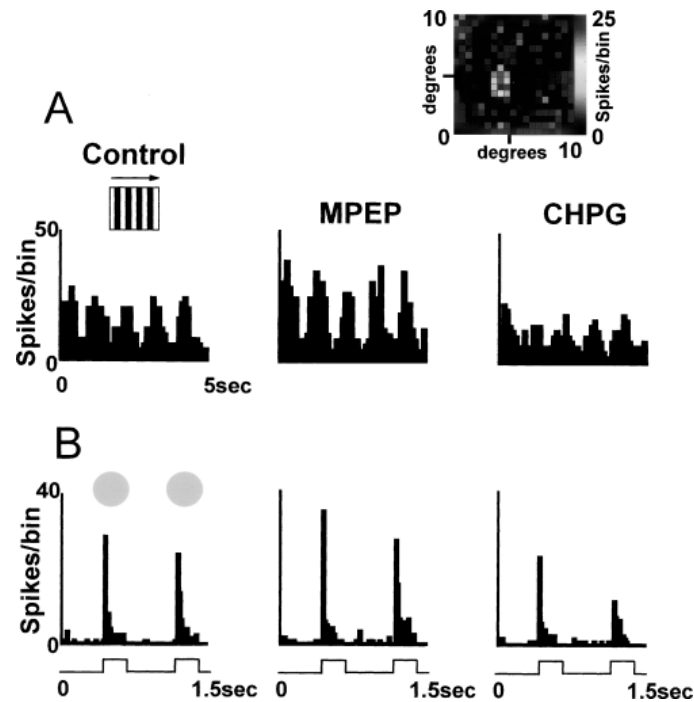 10
25
degrees
Spikes/bin
0
0
degrees
10
A
Control
MPEP
CHPG
50
Spikes/bin
0
0
5sec
B
40
Spikes/bin
0
0
1.5sec
0
1.5sec
0
1.5sec